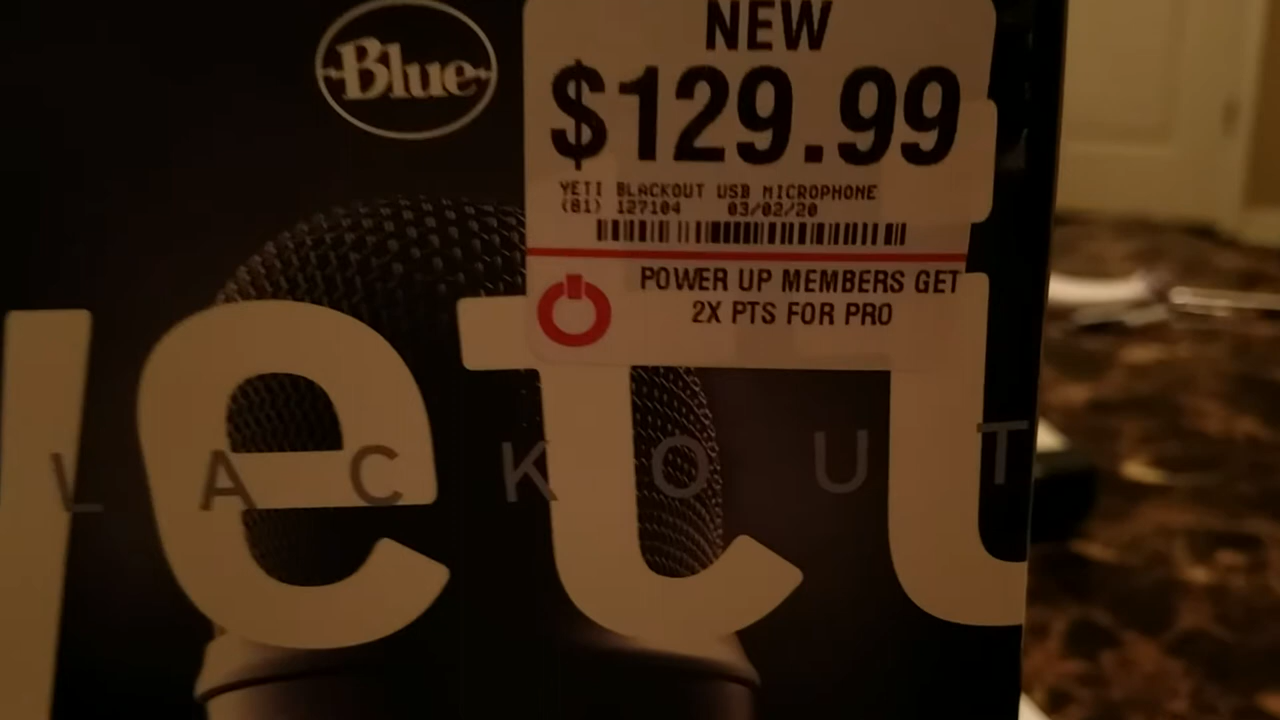 Blue
NEW
$129.99
YETI BLACKOUT USB MICROPHONE
(81) 127104 03/02/20
POWER UP MEMBERS GET
2X PTS FOR PRO
yeti
LACKOUT